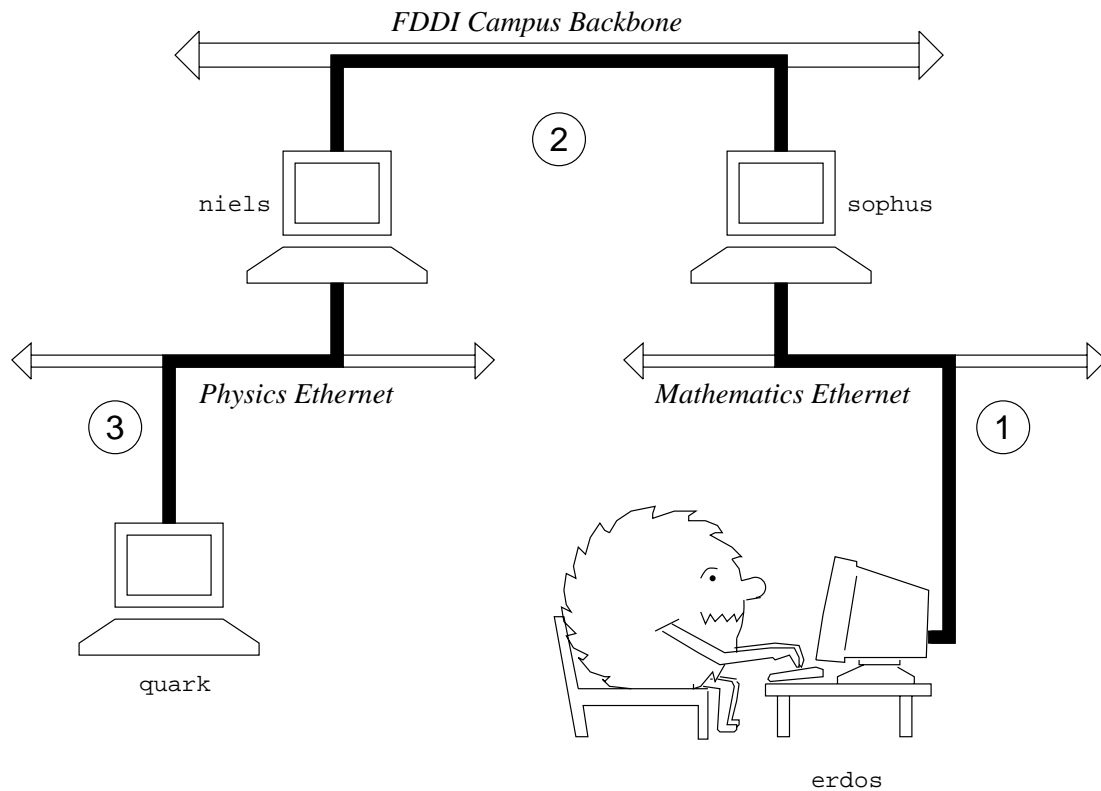 FDDI Campus Backbone
2
niels
sophus
Physics Ethernet
Mathematics Ethernet
3
1
quark
erdos